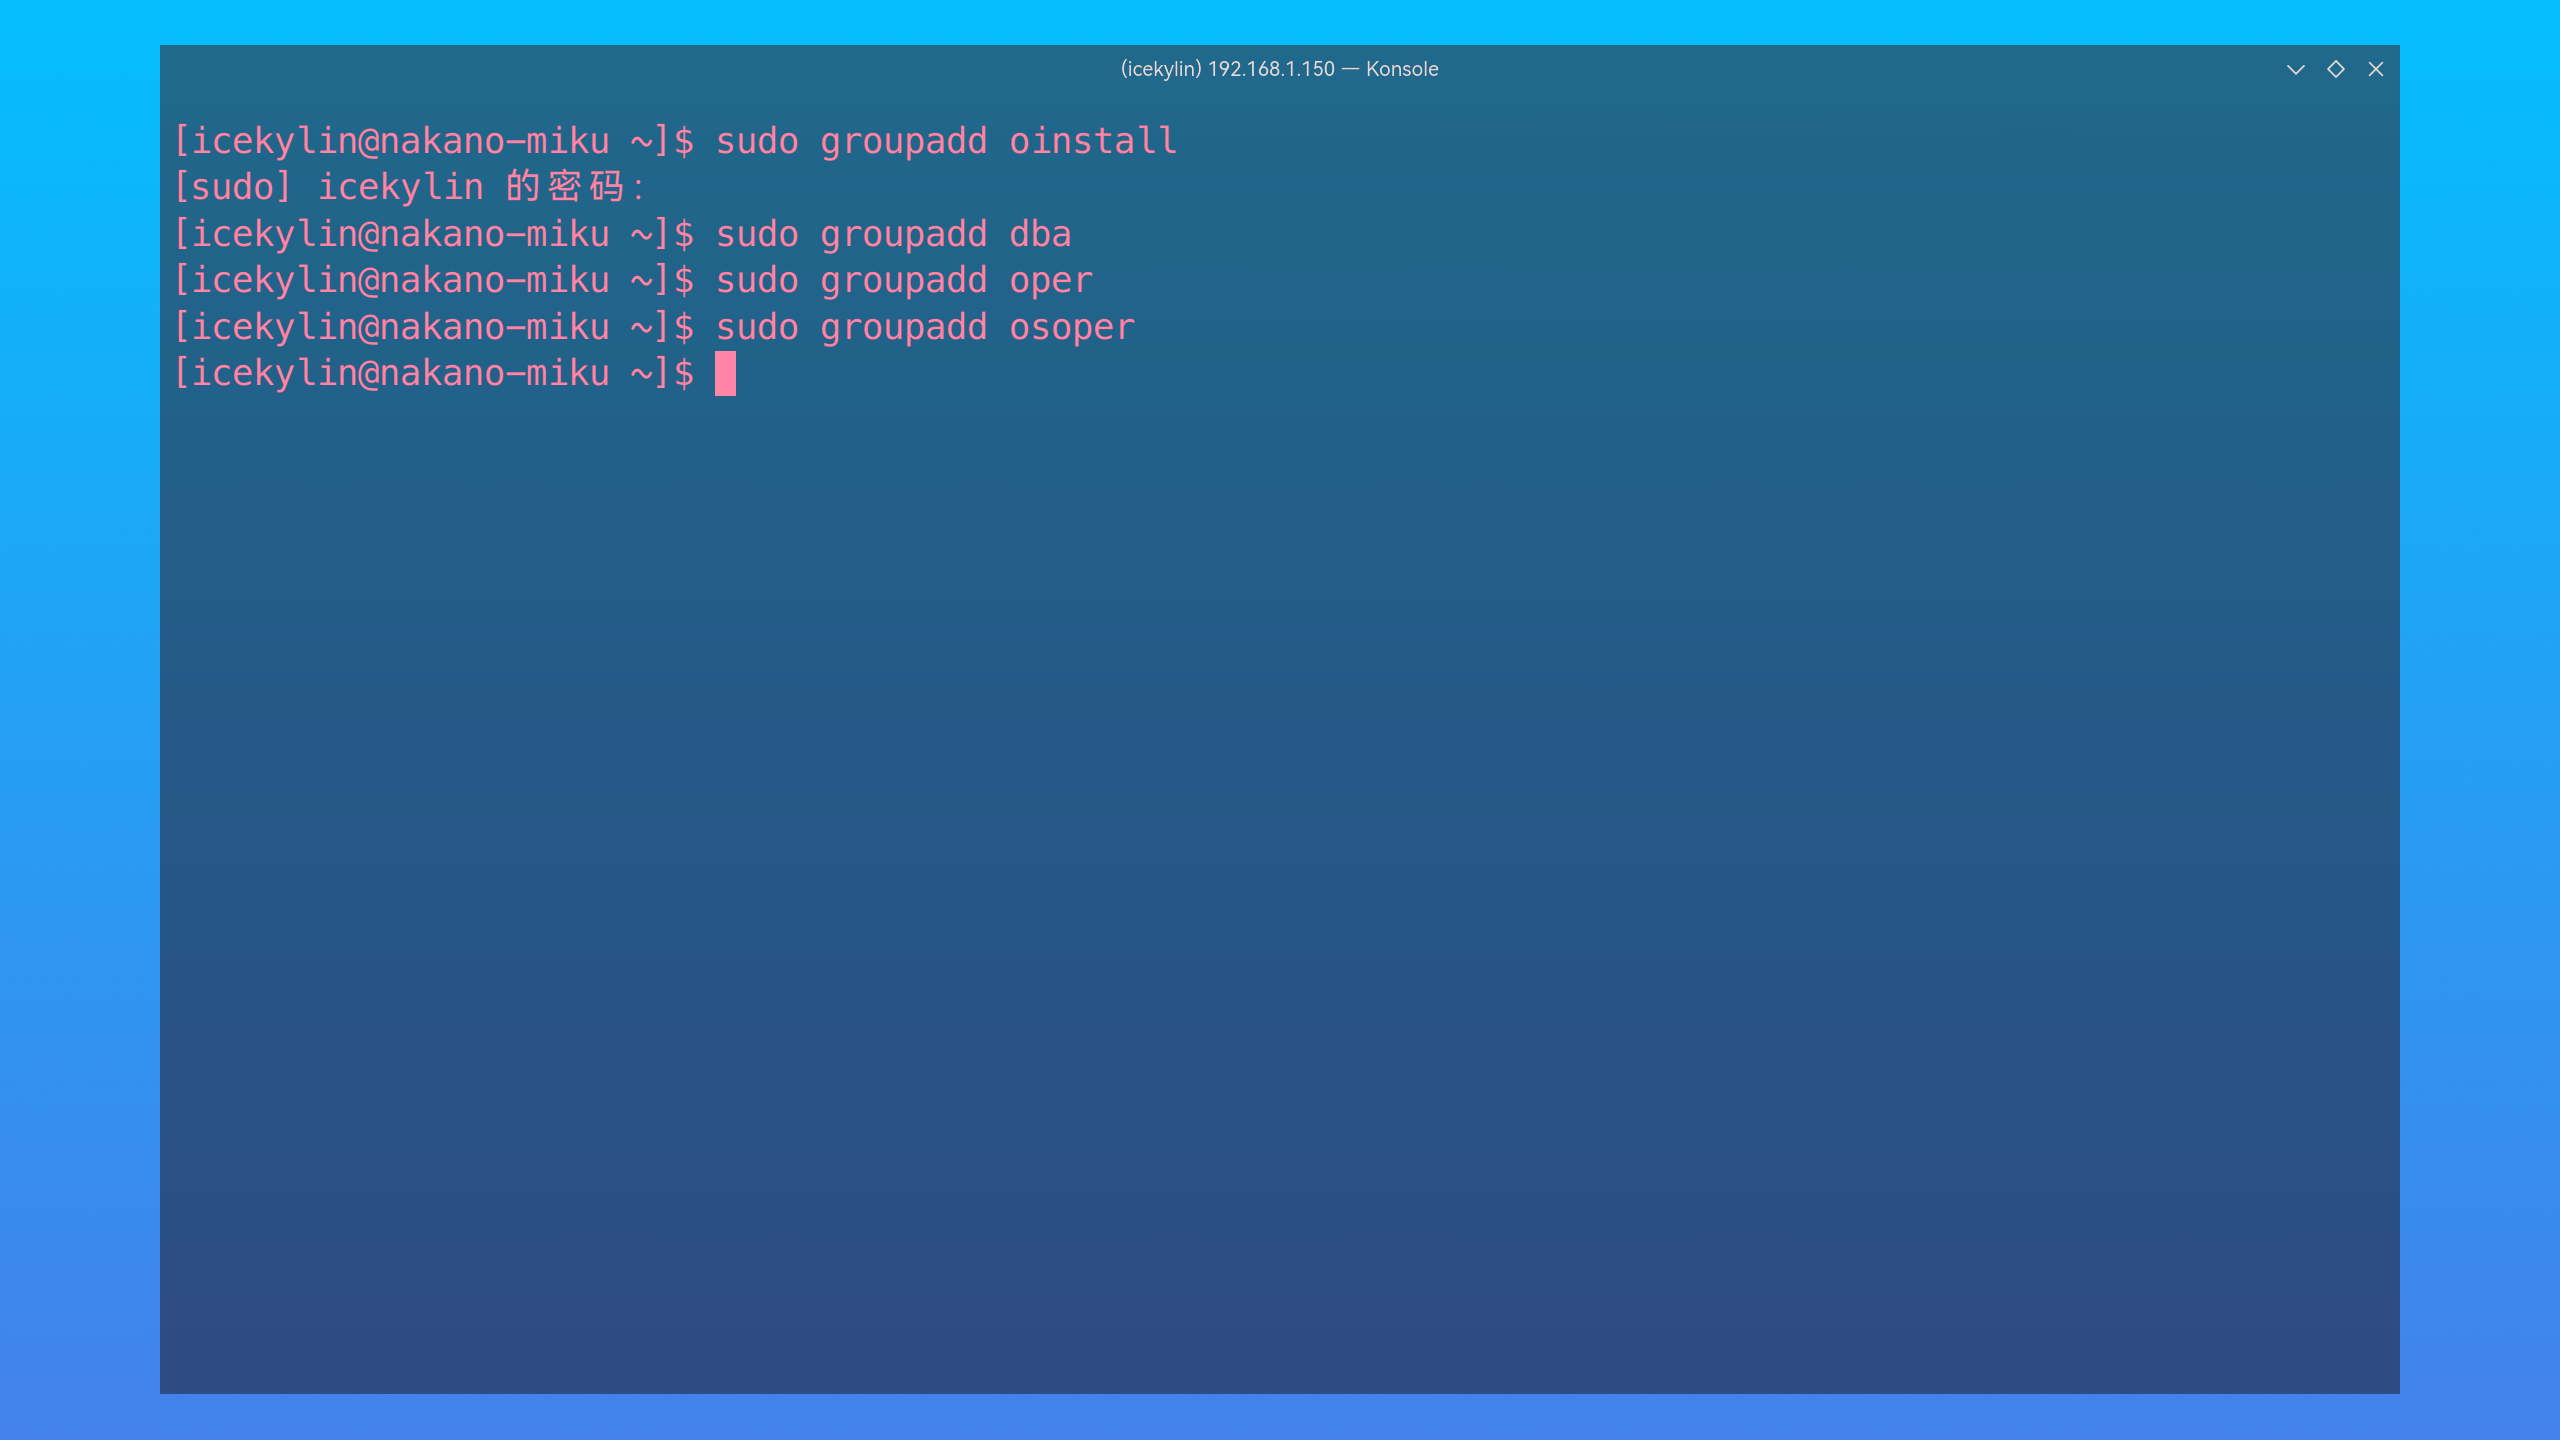 (icekylin) 192.168.1.150 — Konsole
[icekylin@nakano-miku ~]$ sudo groupadd oinstall
[sudo] icekylin 的密码：
[icekylin@nakano-miku ~]$ sudo groupadd dba
[icekylin@nakano-miku ~]$ sudo groupadd oper
[icekylin@nakano-miku ~]$ sudo groupadd osoper
[icekylin@nakano-miku ~]$